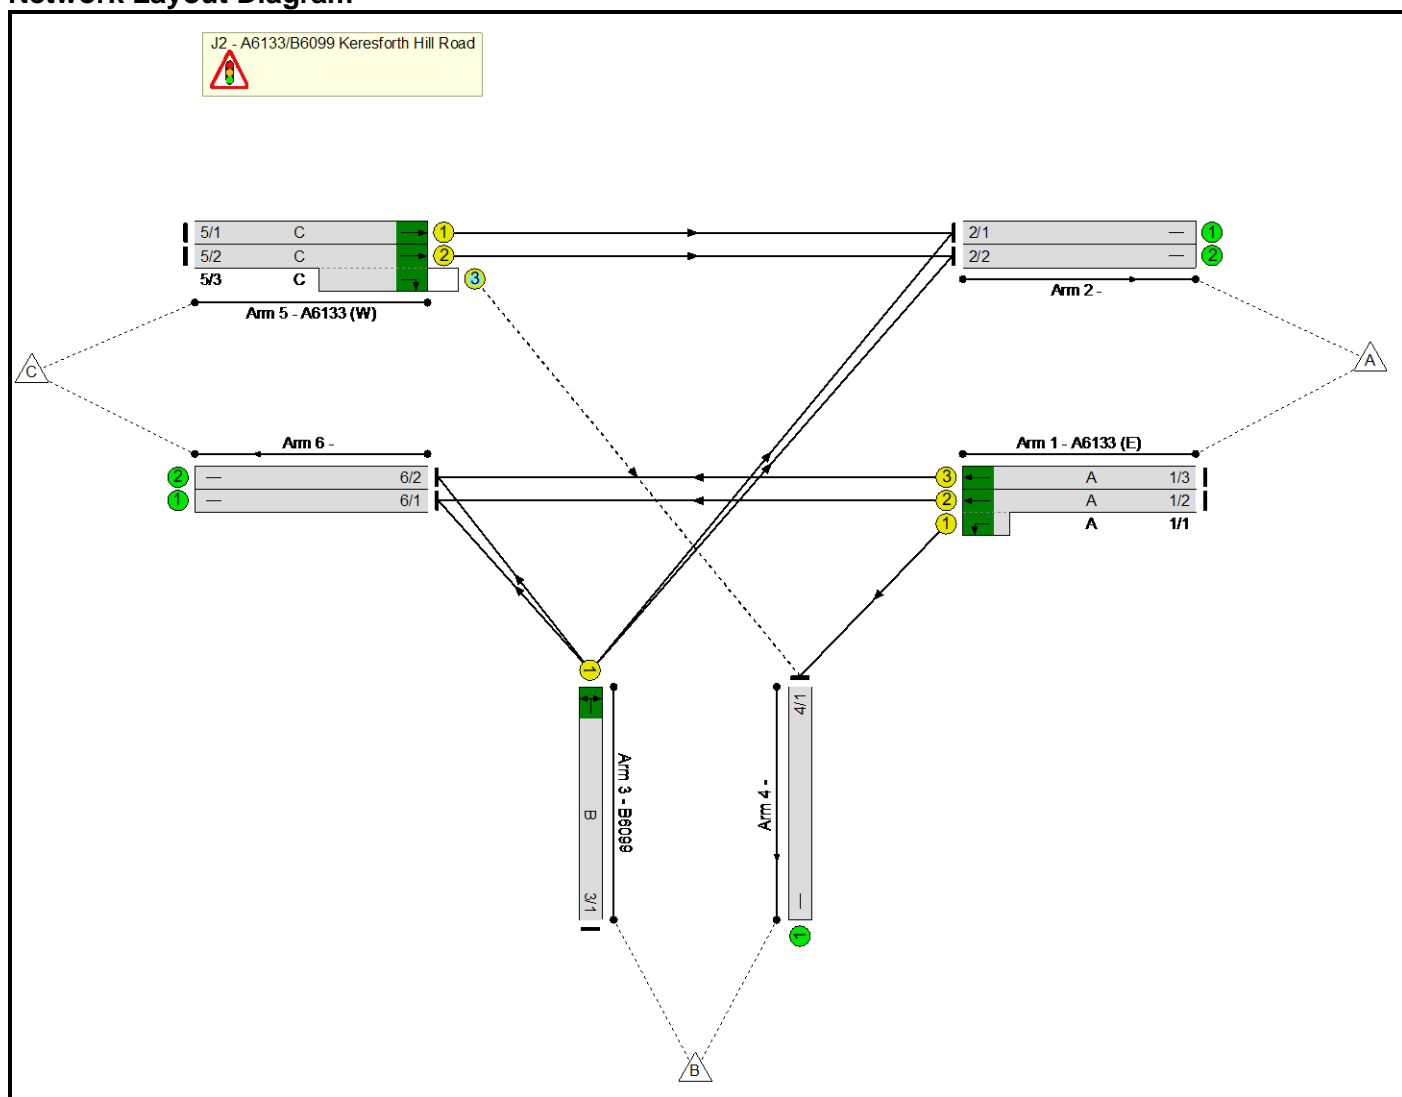 Network Layout Diagram
J2 - A6133/B6099 Keresforth Hill Road
5/1 C 1
5/2 C 2
5/3 C 3
Arm 5 - A6133 (W)
2/1 1
2/2 2
Arm 2 -
C
A
Arm 6 -
2 6/2
1 6/1
Arm 1 - A6133 (E)
3 A 1/3
2 A 1/2
1 A 1/1
1
B
3/1
Arm 3 - B6099
Arm 4 -
4/1
1
B